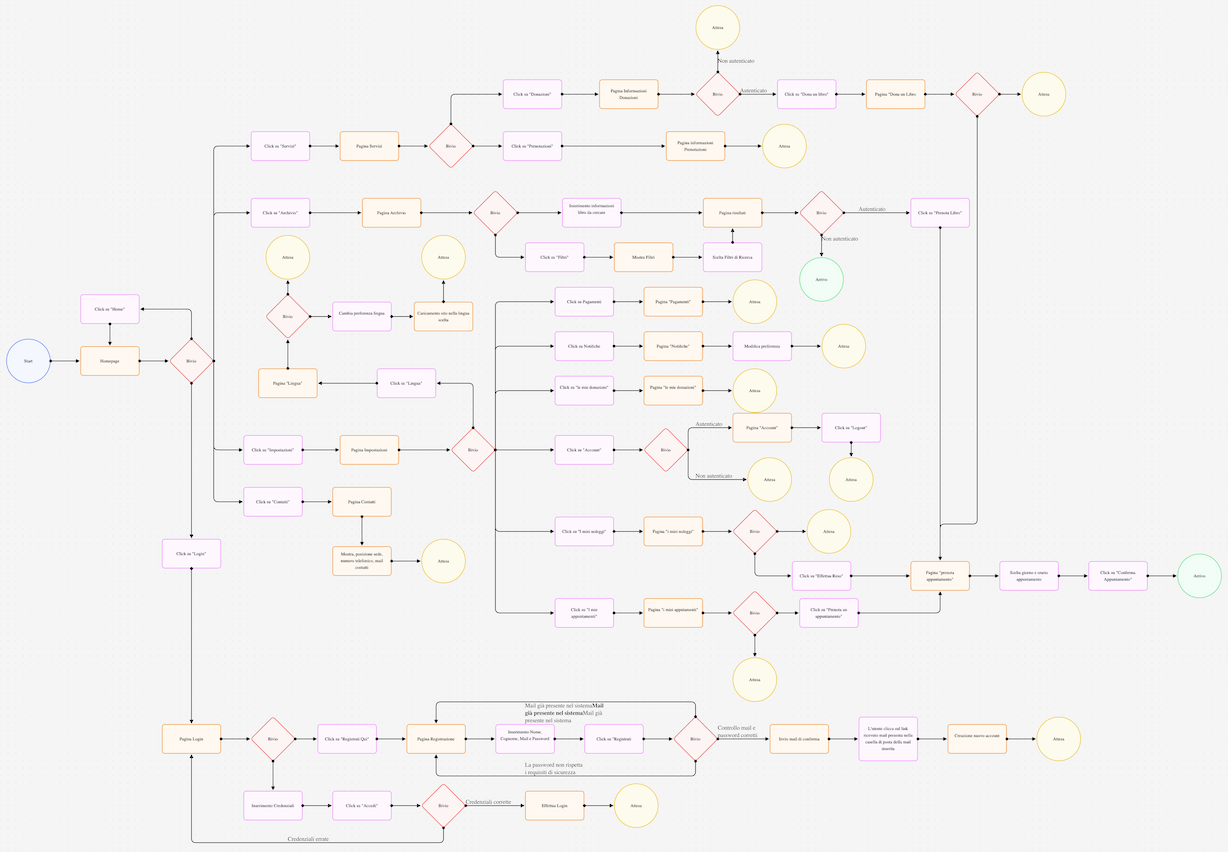 Attesa
Non autenticato
Click su "Donazioni"
Pagina Informazioni
Donazioni
Bivio
Autenticato
Click su "Dona un libro"
Pagina "Dona un Libro
Bivio
Attesa
Click su "Servizi"
Pagina Servizi
Bivio
Click su "Prenotazioni"
Pagina informazioni
Prenotazioni
Attesa
Click su "Archivio"
Pagina Archivio
Bivio
Inserimento informazioni
libro da cercare
Pagina risultati
Bivio
Autenticato
Click su "Prenota Libro"
Non autenticato
Attesa
Attesa
Click su "Filtri"
Mostra Filtri
Scelta Filtri di Ricerca
Arrivo
Click su "Home"
Bivio
Cambia preferenza lingua
Caricamento sito nella lingua
scelta
Click su Pagamenti
Pagina "Pagamenti"
Attesa
Click su Notifiche
Pagina "Notifiche"
Modifica preferenza
Attesa
Start
Homepage
Bivio
Pagina "Lingua"
Click su "Lingua"
Click su "le mie donazioni"
Pagina "le mie donazioni"
Attesa
Autenticato
Pagina "Account"
Click su "Logout"
Click su "Impostazioni"
Pagina Impostazioni
Bivio
Click su "Account"
Bivio
Non autenticato
Attesa
Attesa
Click su "Contatti"
Pagina Contatti
Click su "I miei noleggi"
Pagina "i miei noleggi"
Bivio
Attesa
Click su "Login"
Mostra, posizione sede,
numero telefonico, mail
contatti
Attesa
Click su "Effettua Reso"
Pagina "prenota
appuntamento"
Scelta giorno e orario
appuntamento
Click su "Conferma
Appuntamento"
Arrivo
Click su "I miei
appuntamenti"
Pagina "i miei appuntamenti"
Bivio
Click su "Prenota un
appuntamento"
Attesa
Mail già presente nel sistemaMail
già presente nel sistemaMail già
presente nel sistema
Pagina Login
Bivio
Click su "Registrati Qui"
Pagina Registrazione
Inserimento Nome,
Cognome, Mail e Password
Click su "Registrati
Bivio
Controllo mail e
password corretti
Invio mail di conferma
L'utente clicca sul link
ricevuto mail presente nella
casella di posta della mail
inserita
Creazione nuovo account
Attesa
La password non rispetta
i requisiti di sicurezza
Inserimento Credenziali
Click su "Accedi"
Bivio
Credenziali corrette
Effettua Login
Attesa
Credenziali errate